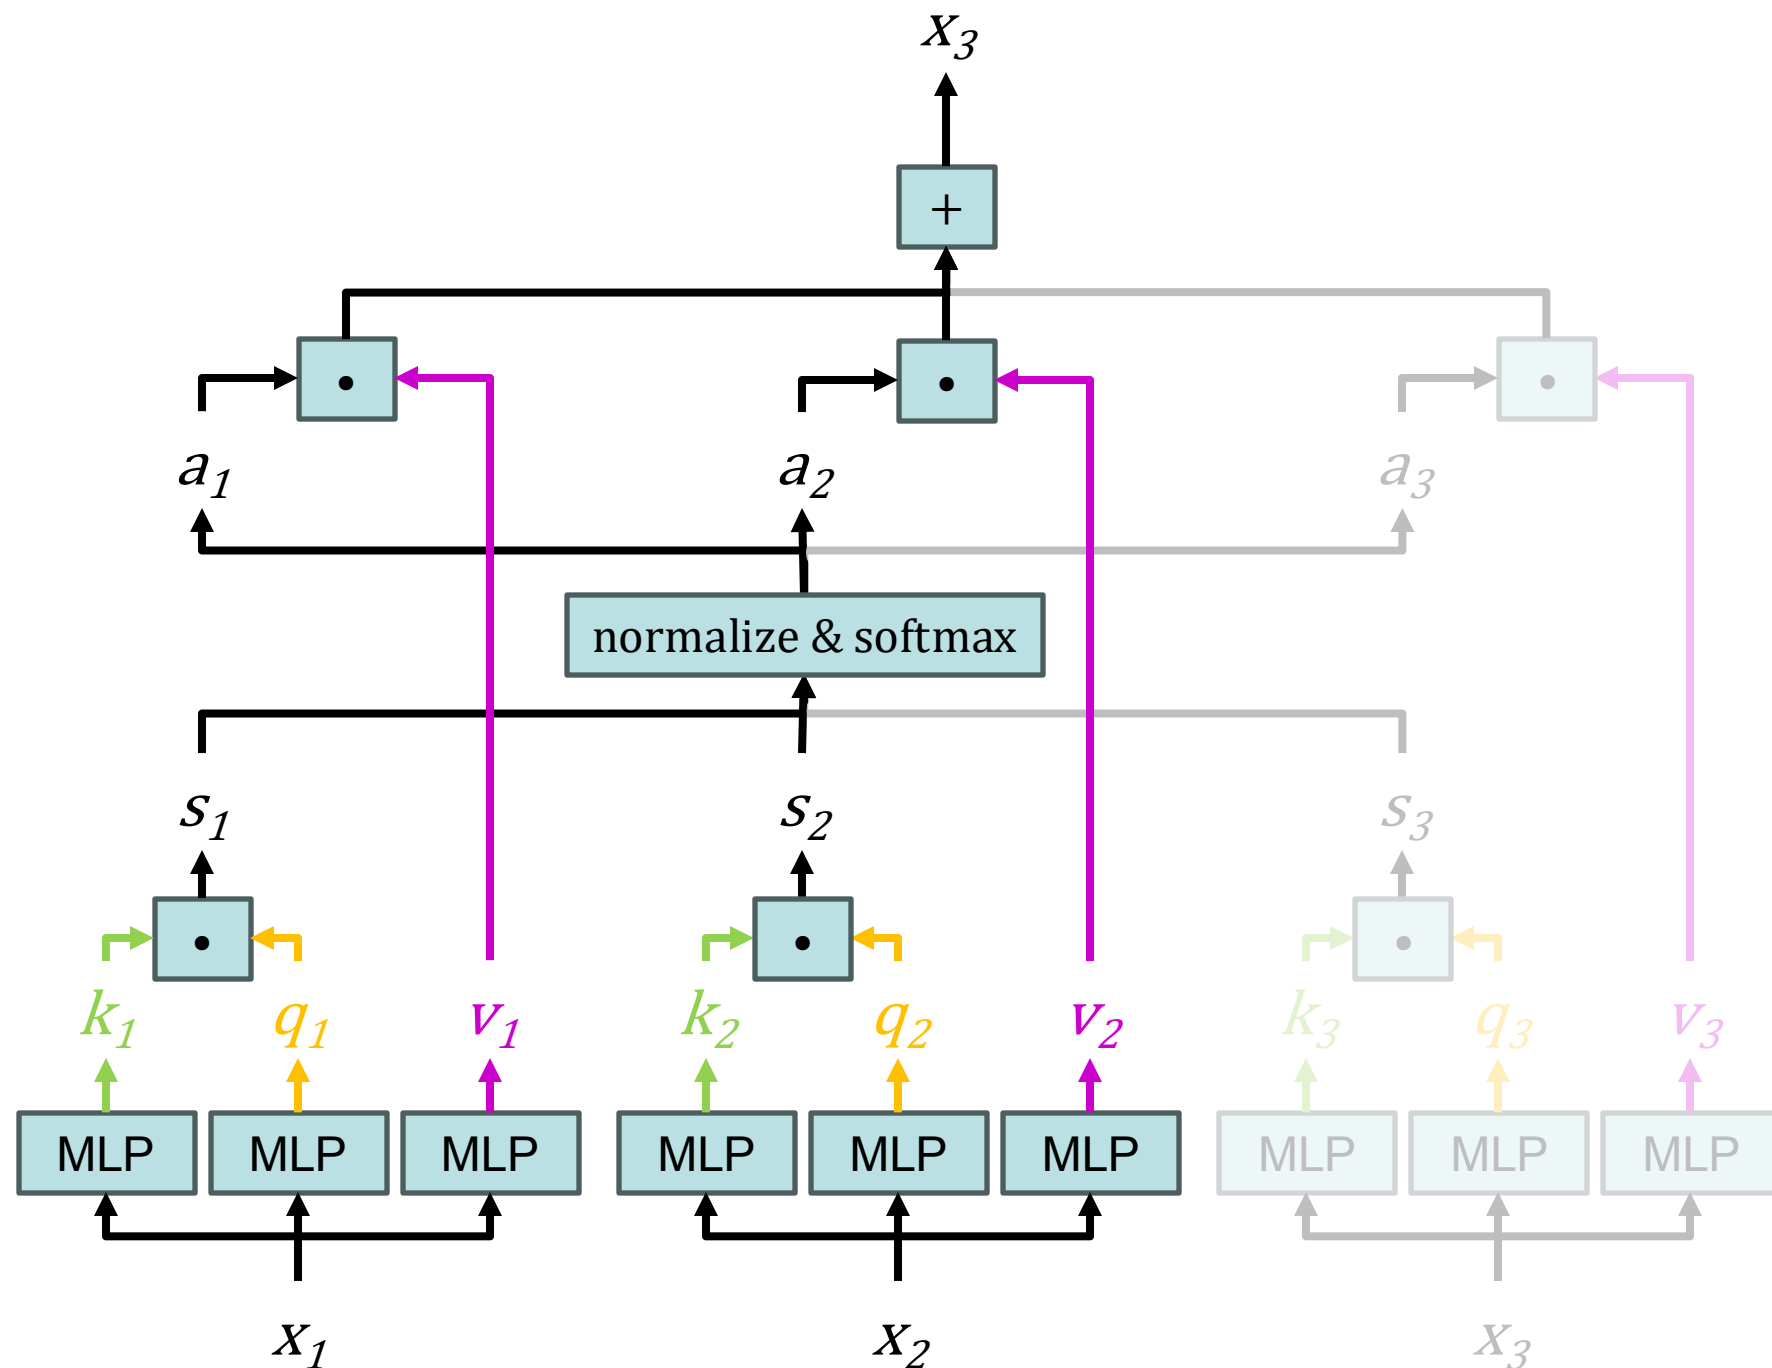 x₃
+
· · ·
a₁ a₂ a₃
normalize & softmax
s₁ s₂ s₃
· · ·
k₁ q₁ v₁ k₂ q₂ v₂ k₃ q₃ v₃
MLP MLP MLP MLP MLP MLP MLP MLP MLP
x₁ x₂ x₃